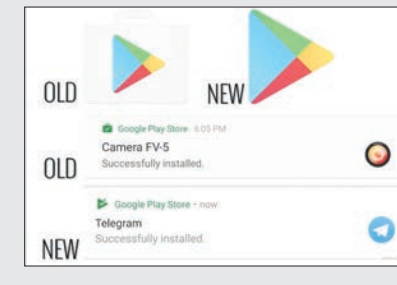 OLD
NEW
Google Play Store 6:05 PM
Camera FV-5
OLD
Successfully installed.
Google Play Store • now
Telegram
Successfully installed.
NEW